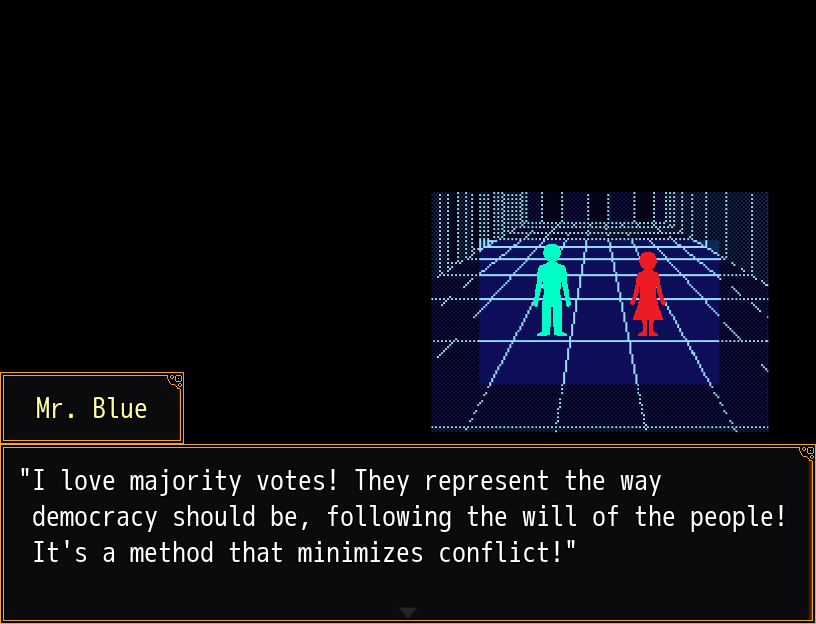 Mr. Blue
"I love majority votes! They represent the way
democracy should be, following the will of the people!
It's a method that minimizes conflict!"